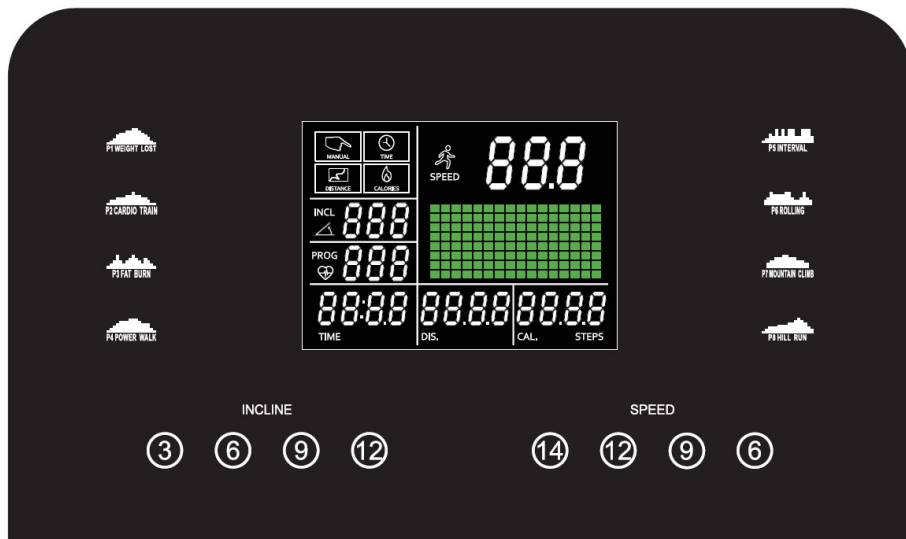 P1 WEIGHT LOST
P2 CARDIO TRAIN
P3 FAT BURN
P4 POWER WALK
MANUAL
TIME
DISTANCE
CALORIES
INCL
888
PROG
888
SPEED
88.8
88:8.8
TIME
88.8.8
DIS.
88.8.8
CAL. STEPS
P5 INTERVAL
P6 ROLLING
P7 MOUNTAIN CLIMB
P8 HILL RUN
INCLINE
3 6 9 12
SPEED
14 12 9 6